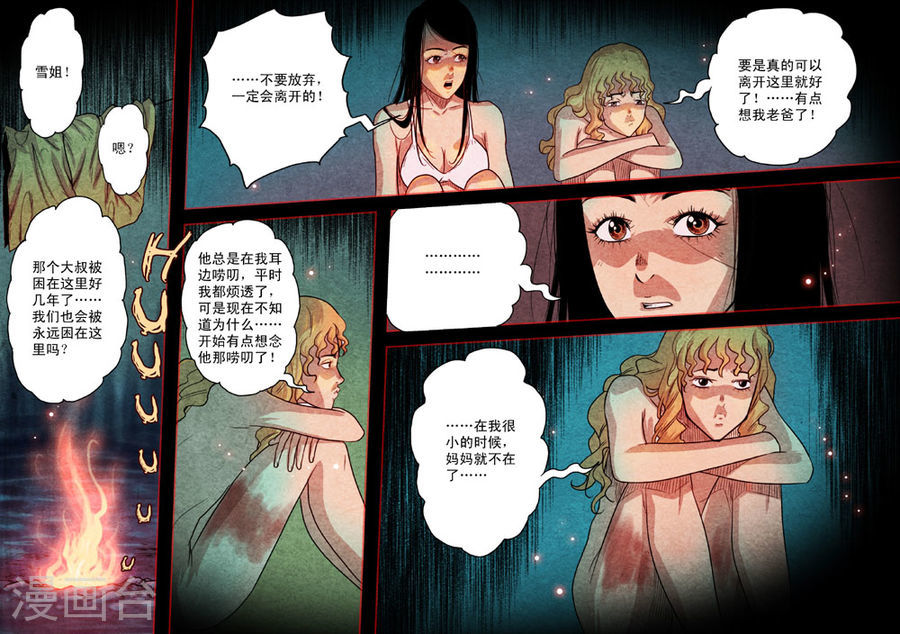 雪姐！
嗯？
那个大叔被
困在这里好
几年了……
我们也会被
永远困在这
里吗？
……不要放弃，
一定会离开的！
要是真的可以
离开这里就好
了！……有点
想我老爸了！
他总是在我耳
边唠叨，平时
我都烦透了，
可是现在不知
道为什么……
开始有点想念
他那唠叨了！
…………
…………
……在我很
小的时候，
妈妈就不在
了……
漫画台